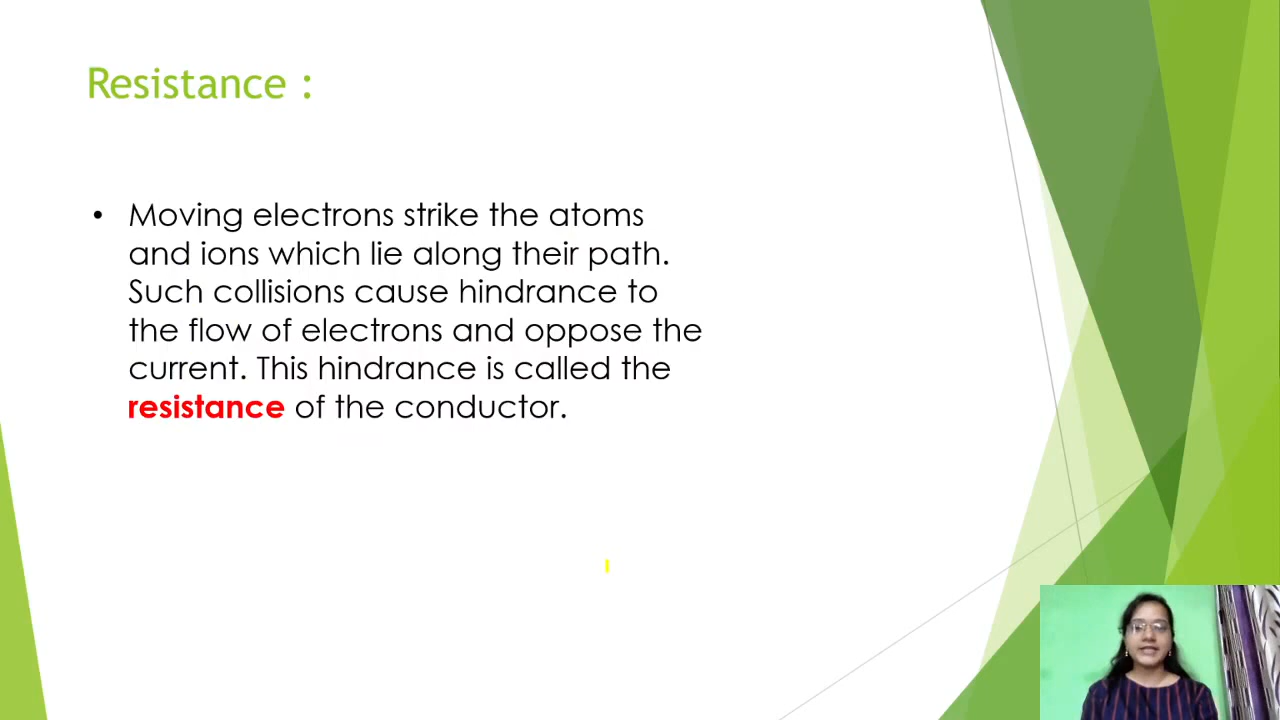 Resistance :
• Moving electrons strike the atoms
and ions which lie along their path.
Such collisions cause hindrance to
the flow of electrons and oppose the
current. This hindrance is called the
resistance of the conductor.